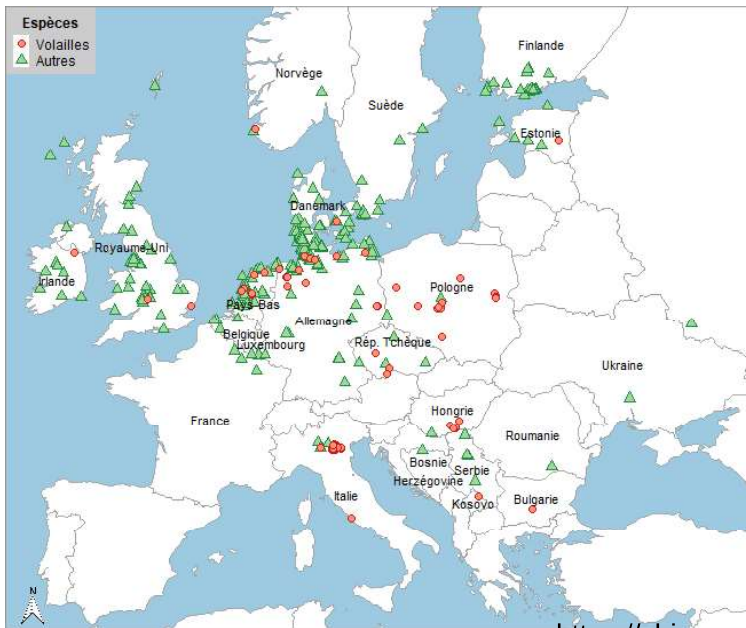 Espèces
Volailles
Autres
Finlande
Norvège
Suède
Estonie
Danemark
Royaume-Uni
Irlande
Pays-Bas
Pologne
Allemagne
Belgique
Luxembourg
Rép. Tchèque
Ukraine
France
Hongrie
Roumanie
Bosnie
Herzégovine
Serbie
Italie
Kosovo
Bulgarie
N